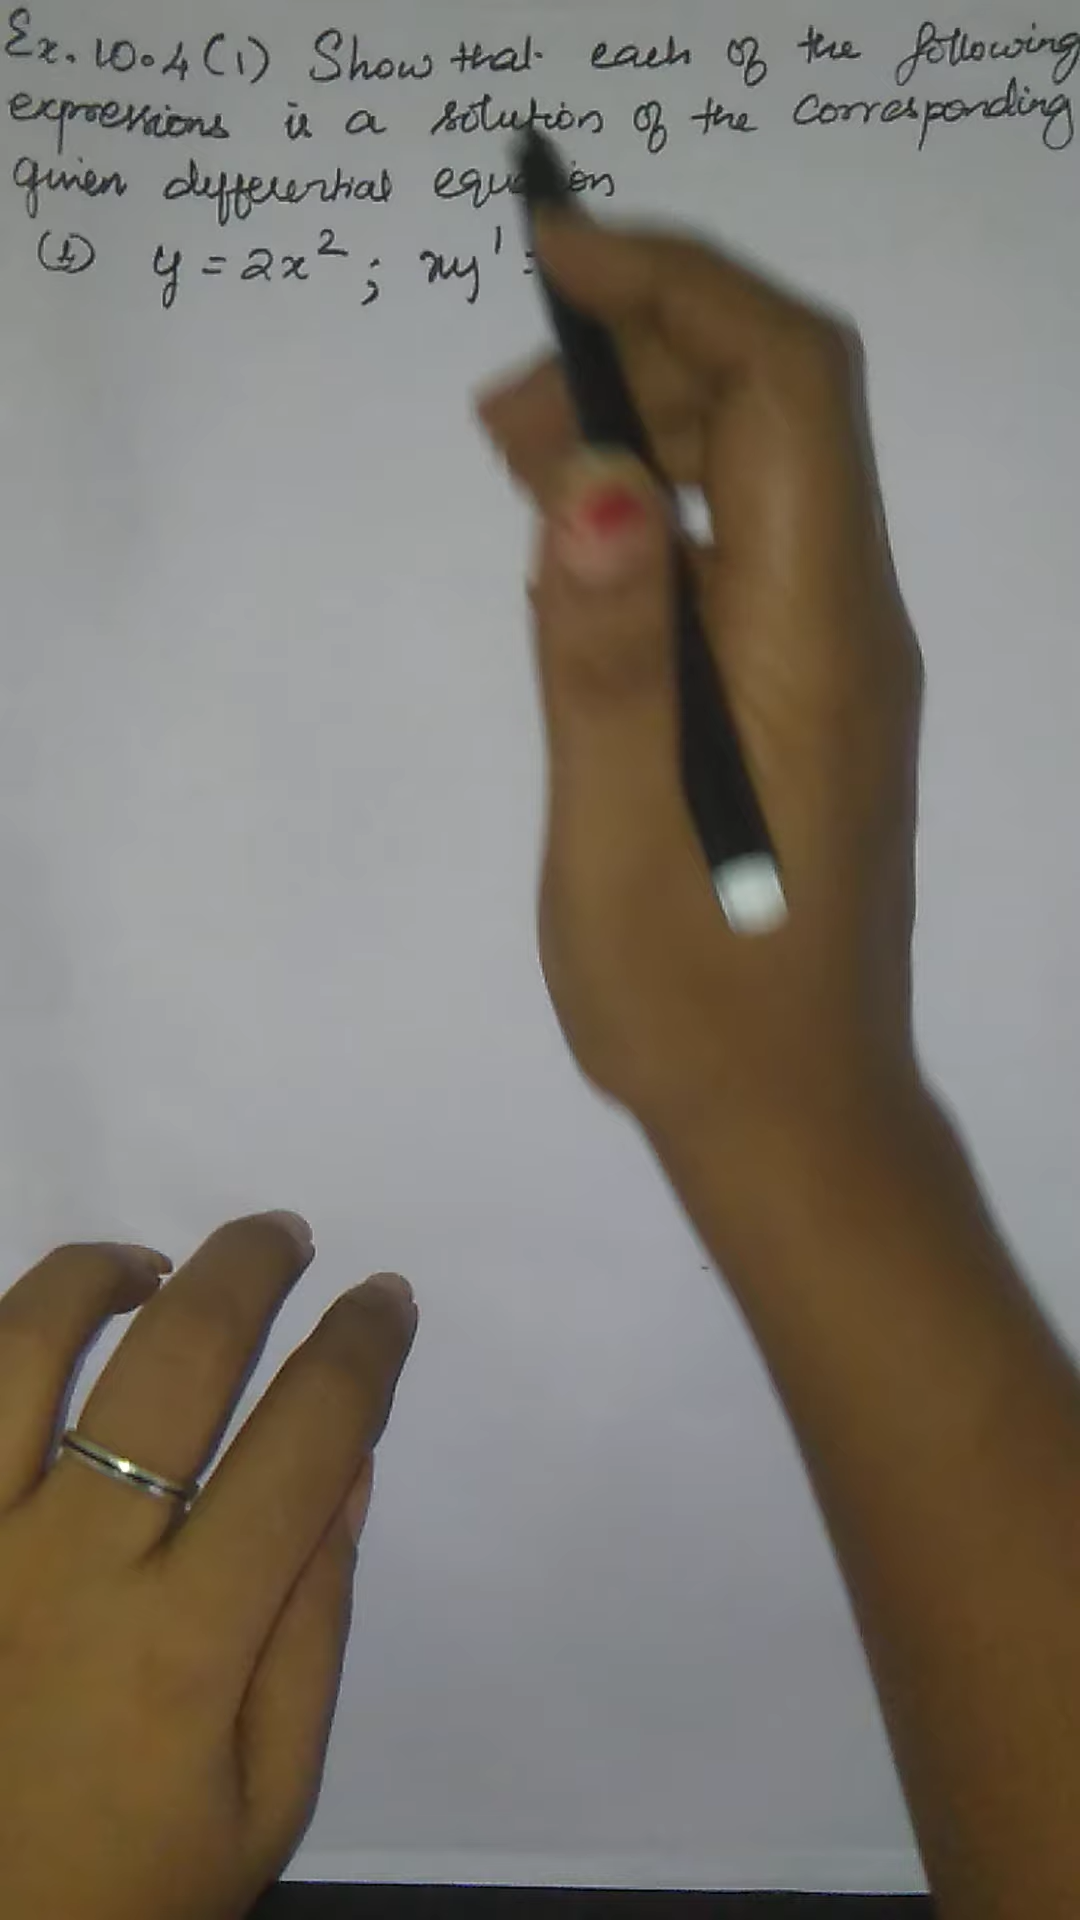 Ex. 10.4 (1) Show that each of the following
expressions is a solution of the corresponding
given differential
(i) y = 2x² ; xy' =